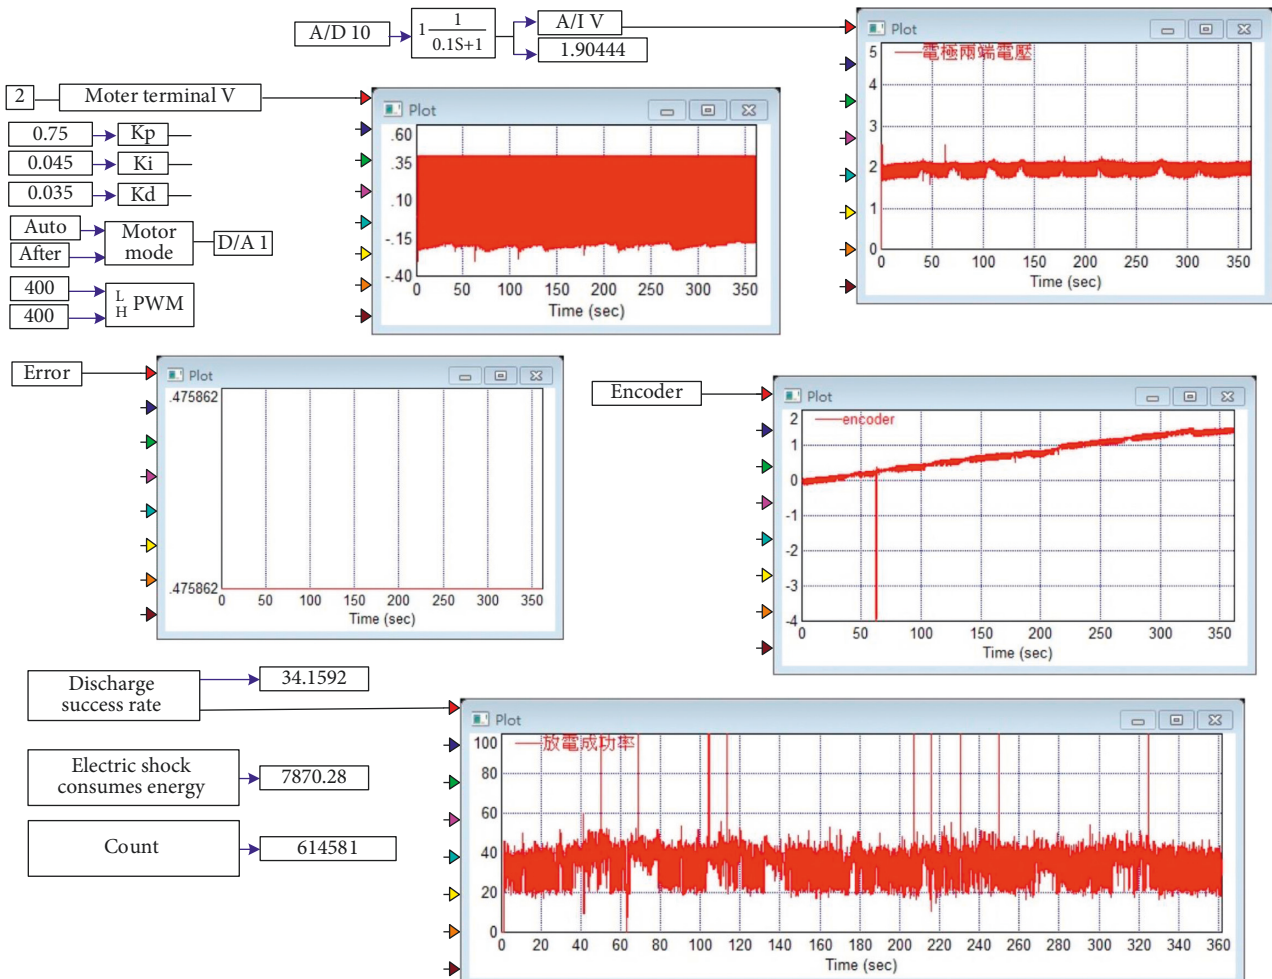 A/D 10
1 1
0.1S+1
A/I V
1.90444
Plot
電極兩端電壓
5
4
3
2
1
0
0 50 100 150 200 250 300 350
Time (sec)
2
Moter terminal V
0.75
Kp
0.045
Ki
0.035
Kd
Auto
After
Motor
mode
D/A 1
400
400
L
H
PWM
Plot
.60
.35
.10
-.15
-.40
0 50 100 150 200 250 300 350
Time (sec)
Error
Plot
.475862
.475862
0 50 100 150 200 250 300 350
Time (sec)
Encoder
Plot
encoder
2
1
0
-1
-2
-3
-4
0 50 100 150 200 250 300 350
Time (sec)
Discharge
success rate
34.1592
Electric shock
consumes energy
7870.28
Count
614581
Plot
放電成功率
100
80
60
40
20
0
0 20 40 60 80 100 120 140 160 180 200 220 240 260 280 300 320 340 360
Time (sec)